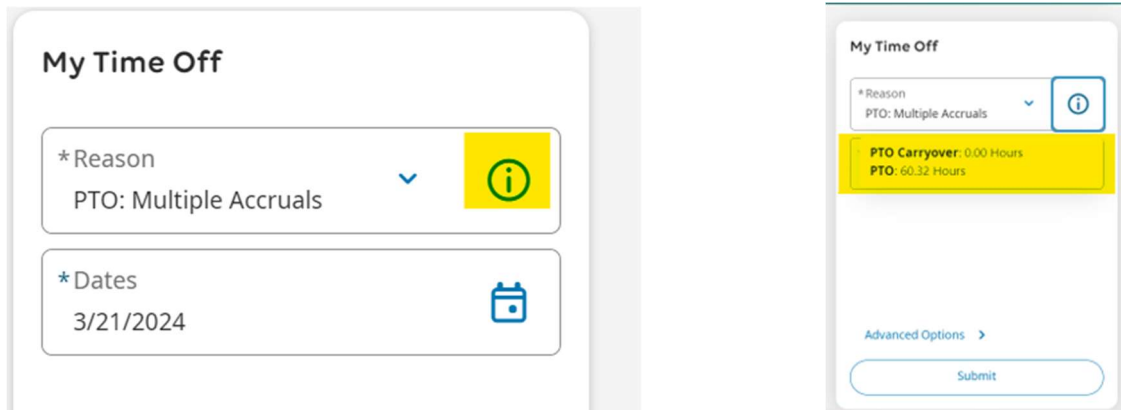 My Time Off
*Reason
PTO: Multiple Accruals
*Dates
3/21/2024
My Time Off
*Reason
PTO: Multiple Accruals
PTO Carryover: 0.00 Hours
PTO: 60.32 Hours
Advanced Options
Submit